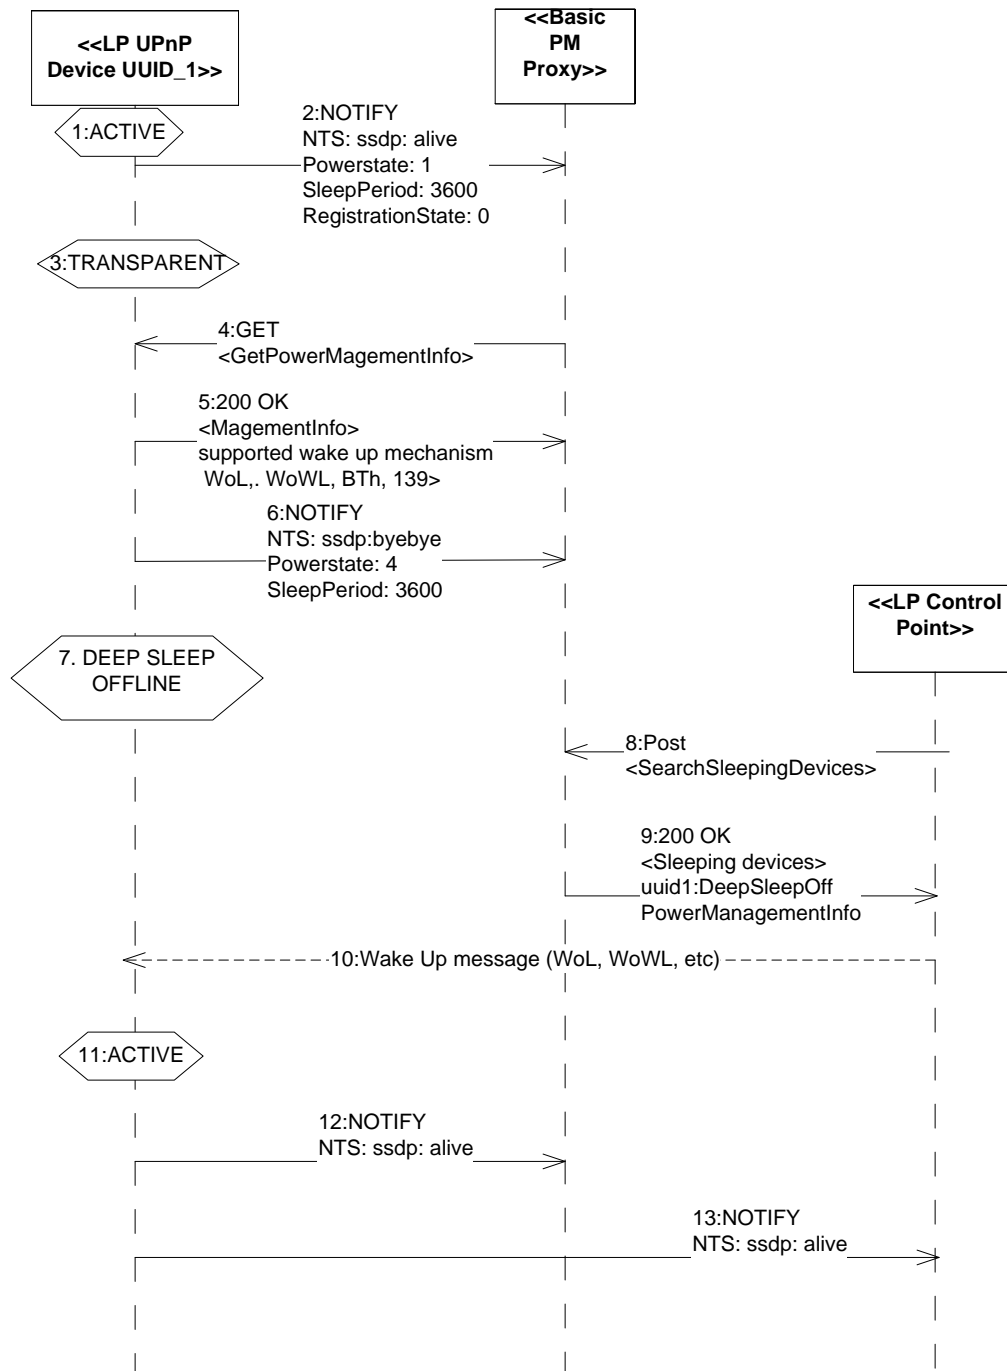 <<LP UPnP
Device UUID_1>>
<<Basic
PM
Proxy>>
1:ACTIVE
2:NOTIFY
NTS: ssdp: alive
Powerstate: 1
SleepPeriod: 3600
RegistrationState: 0
3:TRANSPARENT
4:GET
<GetPowerMagementInfo>
5:200 OK
<MagementInfo>
supported wake up mechanism
WoL,. WoWL, BTh, 139>
6:NOTIFY
NTS: ssdp:byebye
Powerstate: 4
SleepPeriod: 3600
<<LP Control
Point>>
7. DEEP SLEEP
OFFLINE
8:Post
<SearchSleepingDevices>
9:200 OK
<Sleeping devices>
uuid1:DeepSleepOff
PowerManagementInfo
10:Wake Up message (WoL, WoWL, etc)
11:ACTIVE
12:NOTIFY
NTS: ssdp: alive
13:NOTIFY
NTS: ssdp: alive